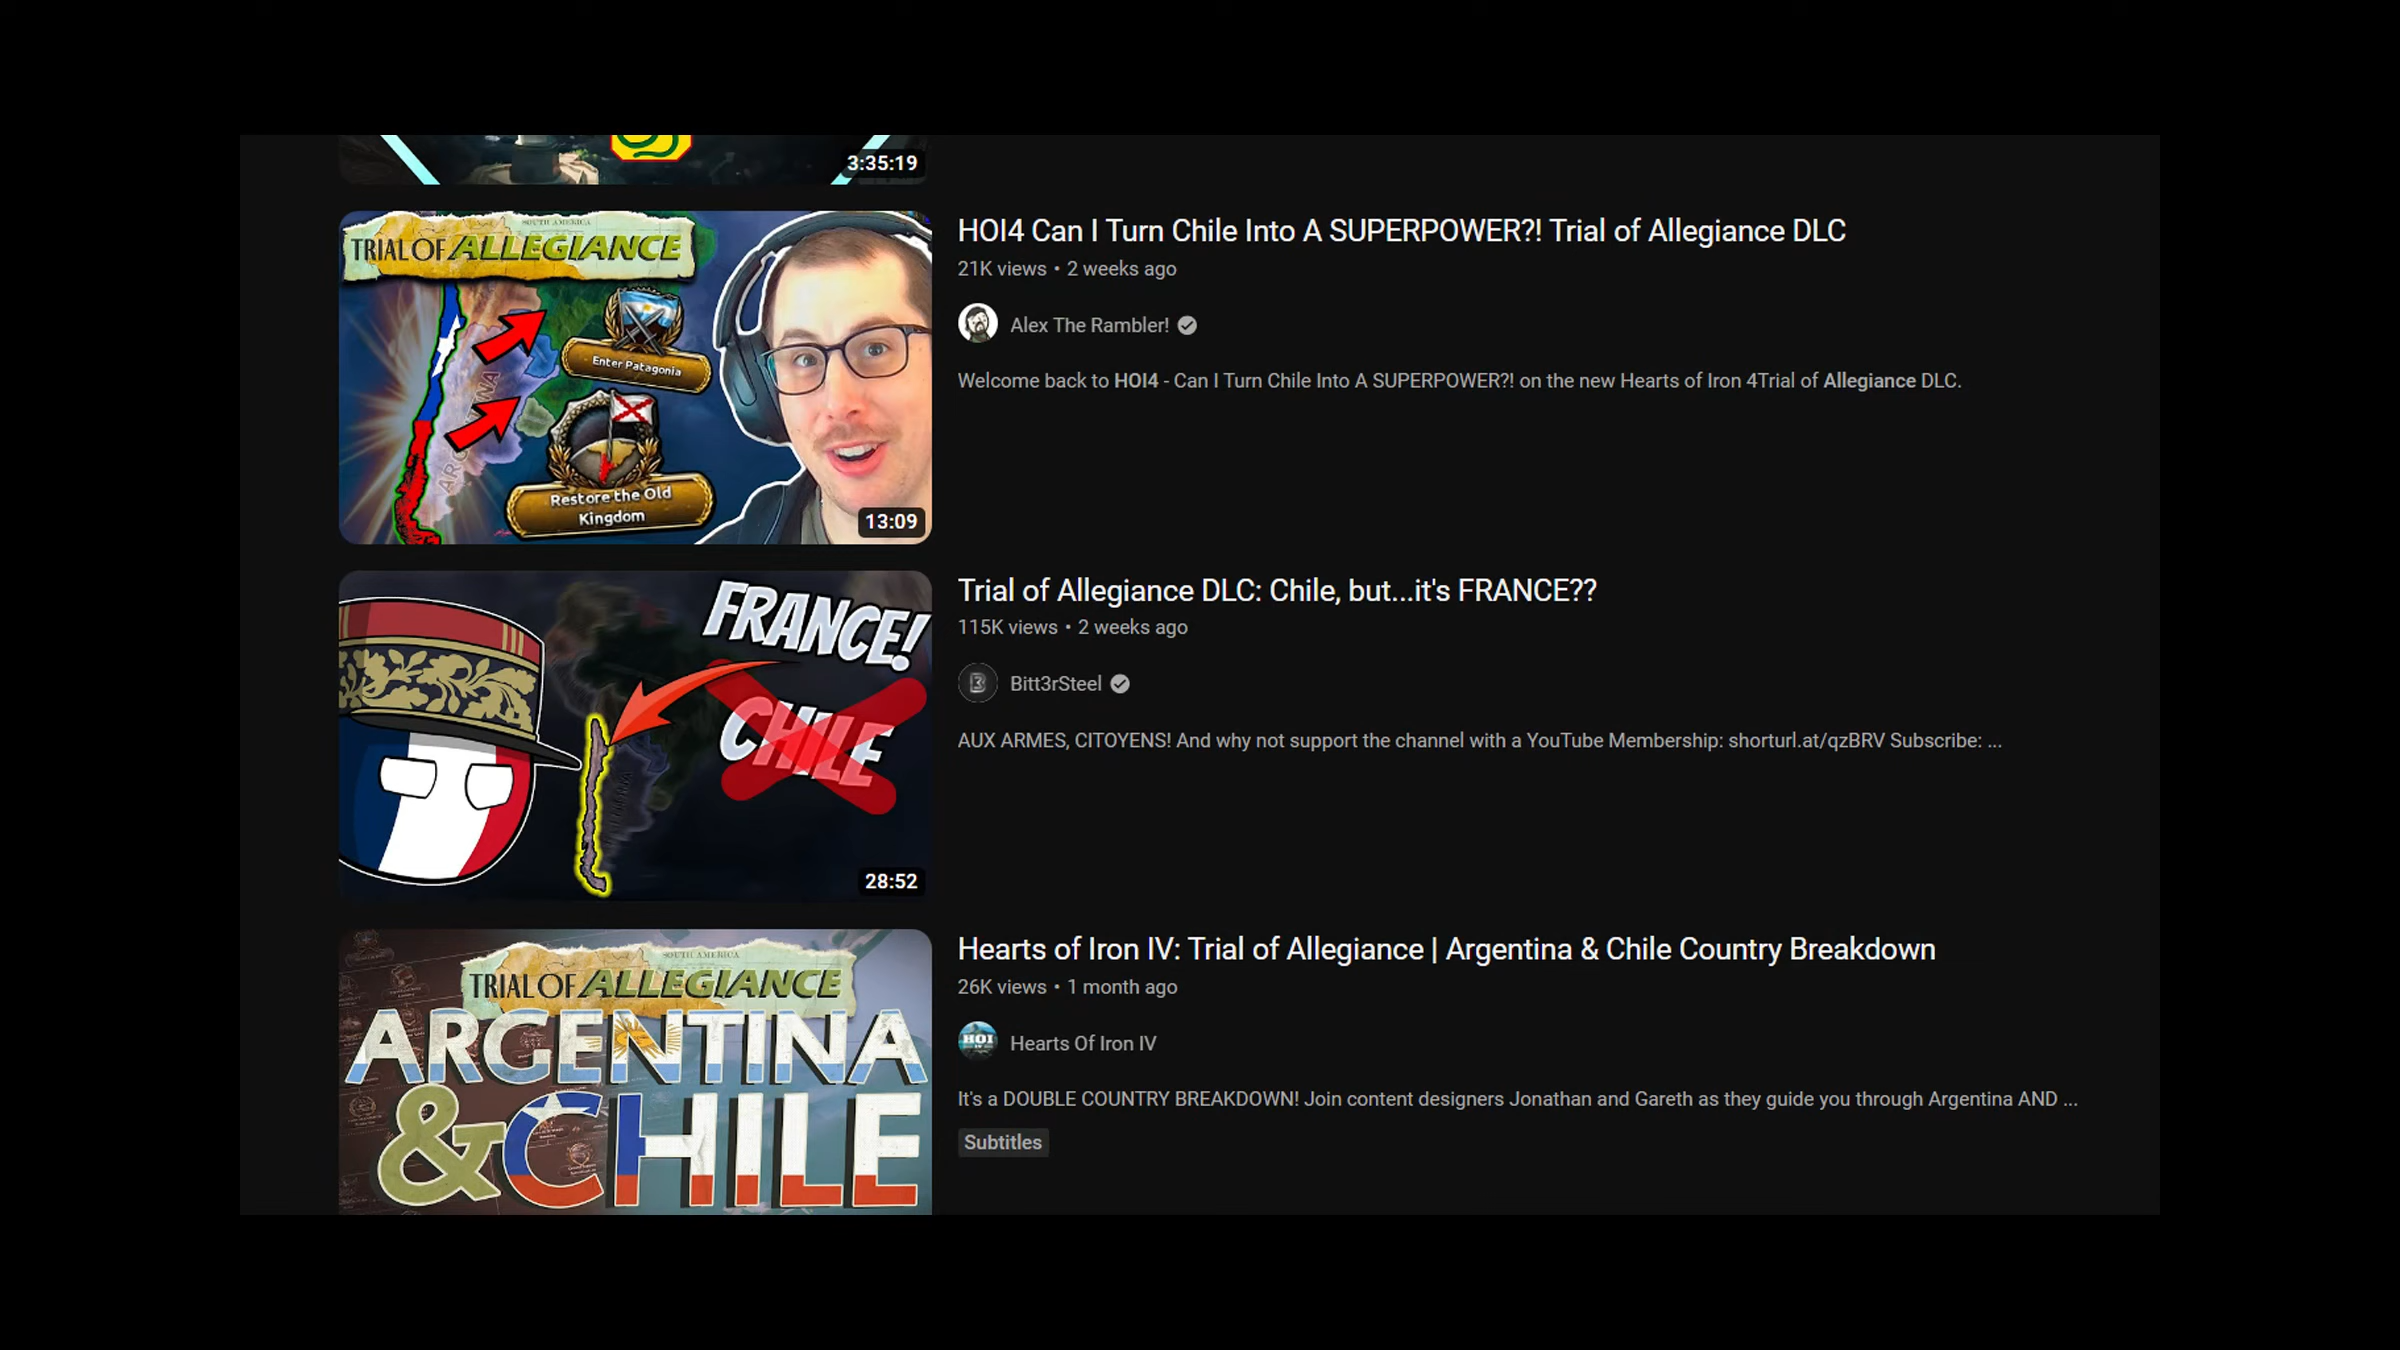 3:35:19
SOUTH AMERICA
TRIAL OF ALLEGIANCE
Enter Patagonia
Restore the Old
Kingdom
13:09
HOI4 Can I Turn Chile Into A SUPERPOWER?! Trial of Allegiance DLC
21K views • 2 weeks ago
Alex The Rambler!
Welcome back to HOI4 - Can I Turn Chile Into A SUPERPOWER?! on the new Hearts of Iron 4Trial of Allegiance DLC.
FRANCE!
CHILE
28:52
Trial of Allegiance DLC: Chile, but...it's FRANCE??
115K views • 2 weeks ago
Bitt3rSteel
AUX ARMES, CITOYENS! And why not support the channel with a YouTube Membership: shorturl.at/qzBRV Subscribe: ...
SOUTH AMERICA
TRIAL OF ALLEGIANCE
ARGENTINA
& CHILE
Hearts of Iron IV: Trial of Allegiance | Argentina & Chile Country Breakdown
26K views • 1 month ago
HOI
Hearts Of Iron IV
It's a DOUBLE COUNTRY BREAKDOWN! Join content designers Jonathan and Gareth as they guide you through Argentina AND ...
Subtitles